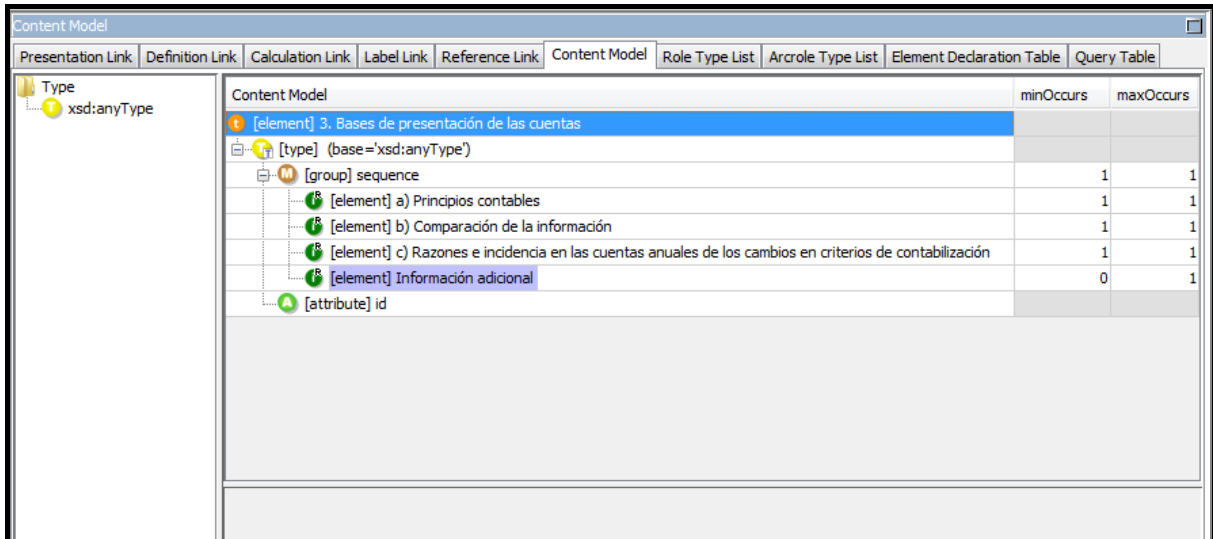 Content Model
Presentation Link Definition Link Calculation Link Label Link Reference Link Content Model Role Type List Arcrole Type List Element Declaration Table Query Table
Type
xsd:anyType
Content Model minOccurs maxOccurs
[element] 3. Bases de presentación de las cuentas
[type] (base='xsd:anyType')
[group] sequence 1 1
[element] a) Principios contables 1 1
[element] b) Comparación de la información 1 1
[element] c) Razones e incidencia en las cuentas anuales de los cambios en criterios de contabilización 1 1
[element] Información adicional 0 1
[attribute] id